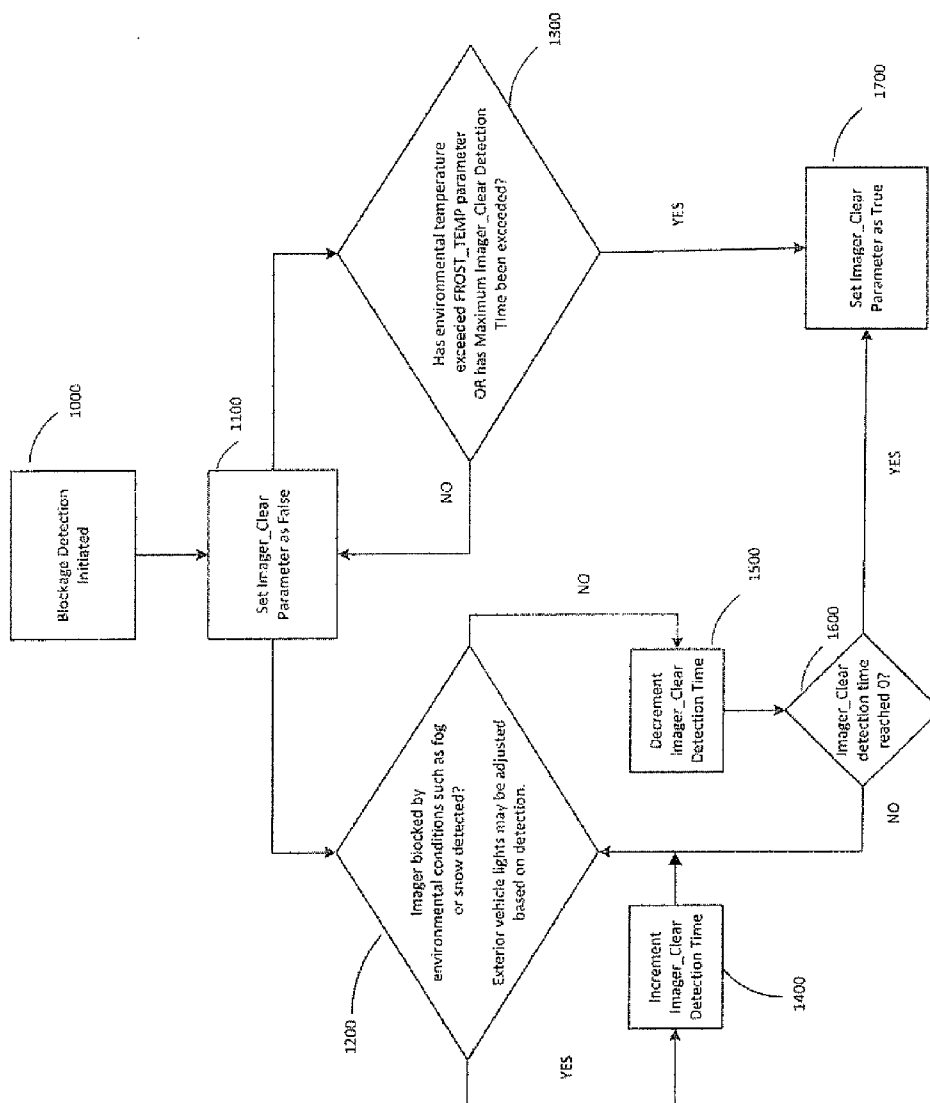 1000
Blockage Detection
Initiated
1100
Set Imager_Clear
Parameter as False
1200
Imager blocked by
environmental conditions such as fog
or snow detected?
Exterior vehicle lights may be adjusted
based on detection.
1300
Has environmental temperature
exceeded FROST_TEMP parameter
OR has Maximum Imager_Clear Detection
Time been exceeded?
NO
YES
NO
YES
1400
Increment
Imager_Clear
Detection Time
1500
Decrement
Imager_Clear
Detection Time
1600
Imager_Clear
detection time
reached 0?
NO
YES
1700
Set Imager_Clear
Parameter as True